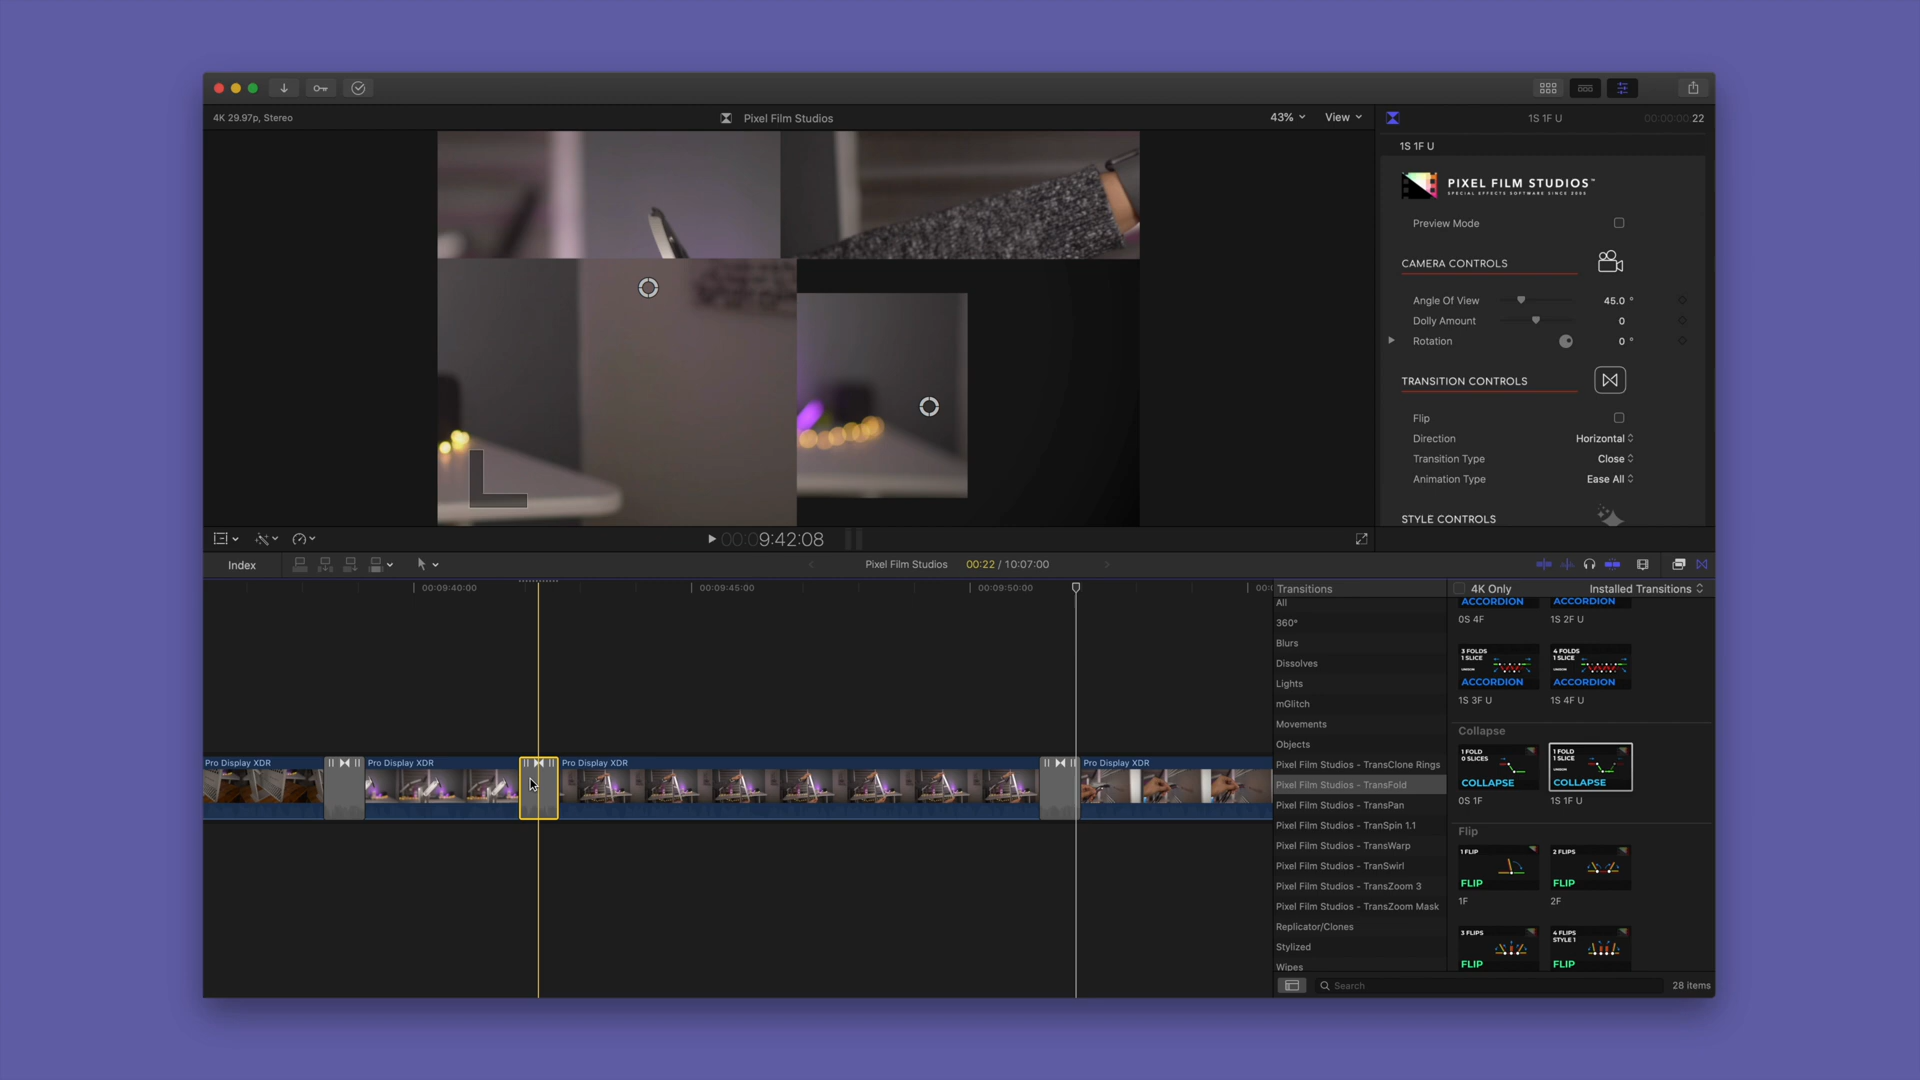 4K 29.97p, Stereo
Pixel Film Studios
43%
View
1S 1F U
00:00:00:22
1S 1F U
PIXEL FILM STUDIOS™
SPECIAL EFFECTS SOFTWARE SINCE 2005
Preview Mode
CAMERA CONTROLS
Angle Of View
45.0 °
Dolly Amount
0
Rotation
0 °
TRANSITION CONTROLS
Flip
Direction
Horizontal
Transition Type
Close
Animation Type
Ease All
STYLE CONTROLS
00:09:42:08
Index
Pixel Film Studios
00:22 / 10:07:00
00:09:40:00
00:09:45:00
00:09:50:00
Pro Display XDR
Pro Display XDR
Pro Display XDR
Pro Display XDR
Transitions
4K Only
Installed Transitions
All
360°
Blurs
Dissolves
Lights
mGlitch
Movements
Objects
Pixel Film Studios - TransClone Rings
Pixel Film Studios - TransFold
Pixel Film Studios - TransPan
Pixel Film Studios - TranSpin 1.1
Pixel Film Studios - TransWarp
Pixel Film Studios - TranSwirl
Pixel Film Studios - TransZoom 3
Pixel Film Studios - TransZoom Mask
Replicator/Clones
Stylized
Wipes
ACCORDION
ACCORDION
0S 4F
1S 2F U
3 FOLDS
1 SLICE
ACCORDION
4 FOLDS
1 SLICE
ACCORDION
1S 3F U
1S 4F U
Collapse
1 FOLD
0 SLICES
COLLAPSE
1 FOLD
1 SLICE
COLLAPSE
0S 1F
1S 1F U
Flip
1 FLIP
FLIP
2 FLIPS
FLIP
1F
2F
3 FLIPS
FLIP
4 FLIPS
STYLE 1
FLIP
Search
28 items